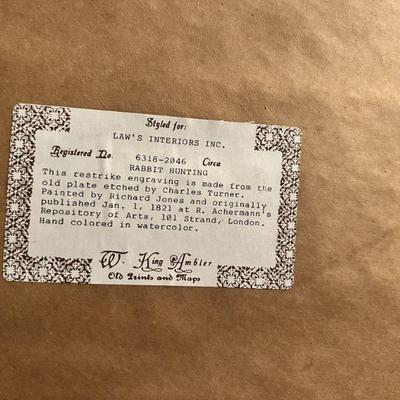 Styled for:
LAW'S INTERIORS INC.
Registered No. 6318-2046 Circa
RABBIT HUNTING
This restrike engraving is made from the
old plate etched by Charles Turner.
Painted by Richard Jones and originally
published Jan. 1, 1821 at R. Achermann's
Repository of Arts, 101 Strand, London.
Hand colored in watercolor.
W. King Ambler
Old Prints and Maps